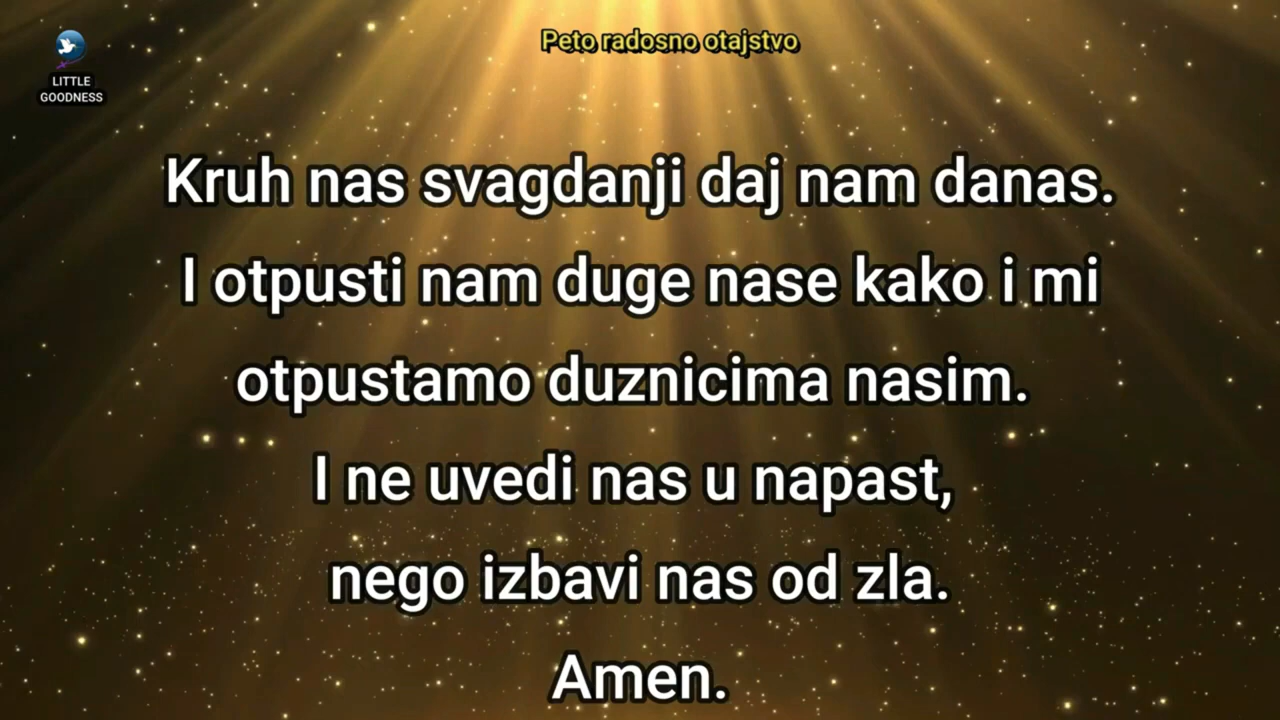 Peto radosno otajstvo
LITTLE
GOODNESS
Kruh nas svagdanji daj nam danas.
I otpusti nam duge nase kako i mi
otpustamo duznicima nasim.
I ne uvedi nas u napast,
nego izbavi nas od zla.
Amen.